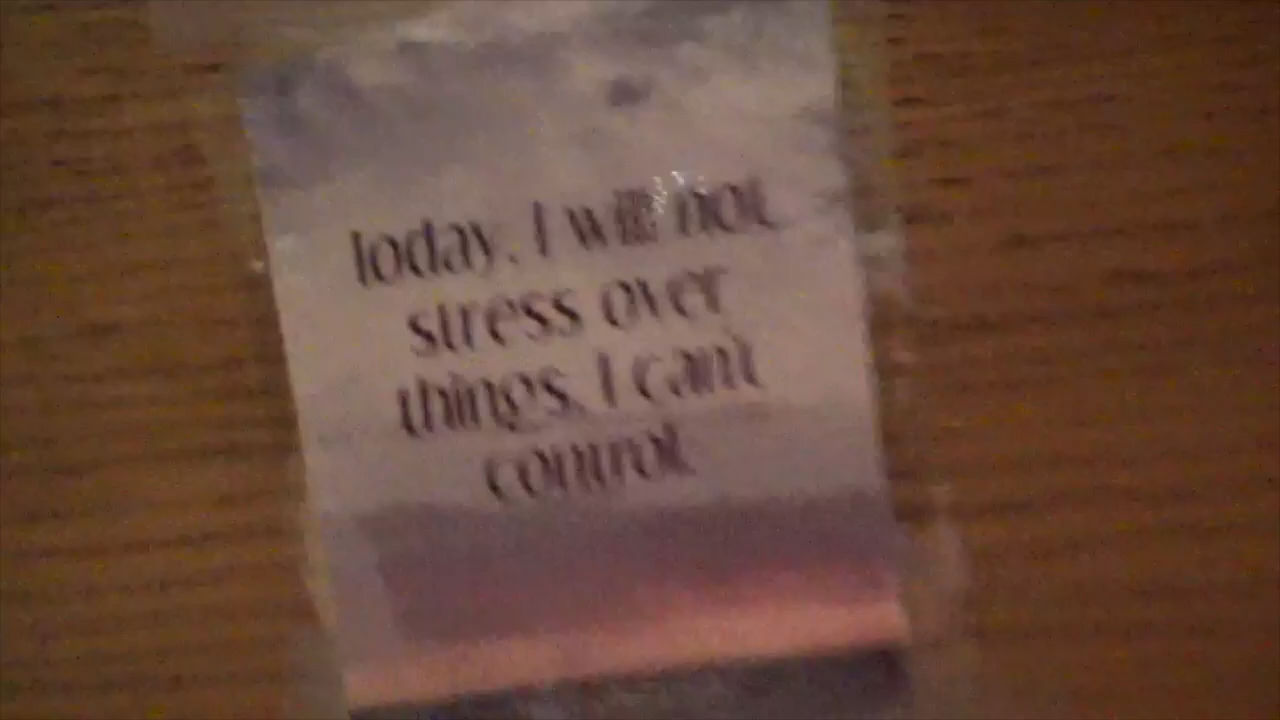 Today, I will not
stress over
things, I can't
control.